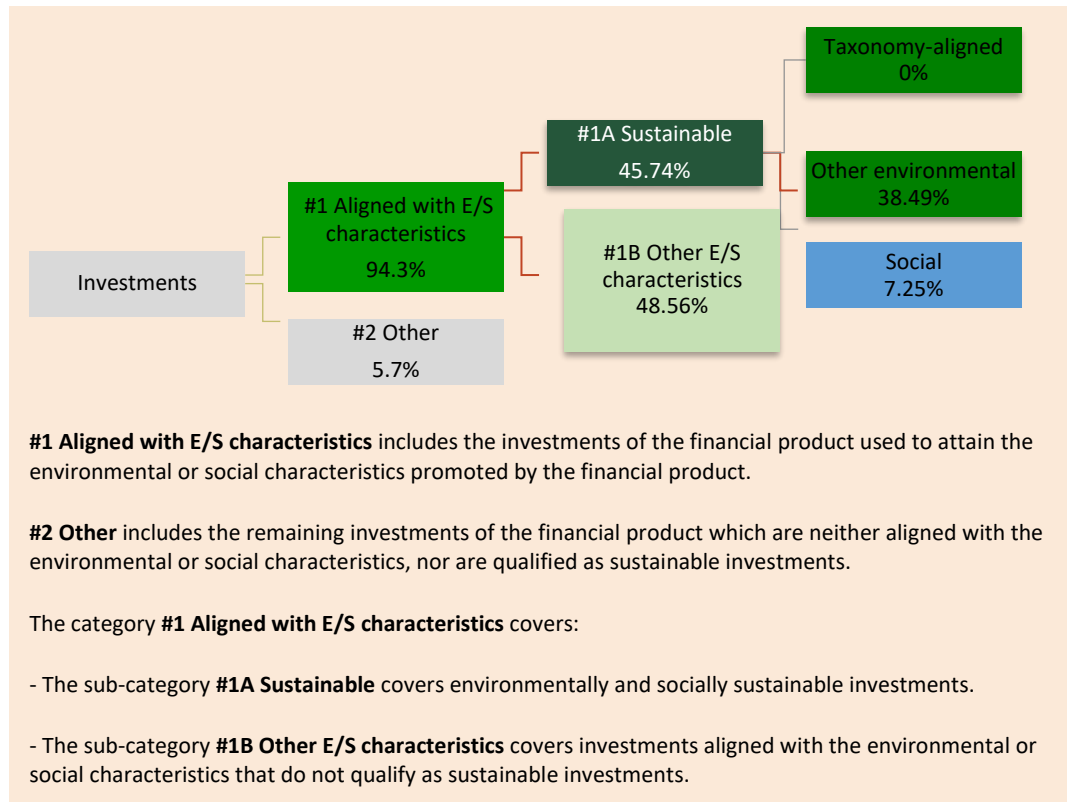 Taxonomy-aligned
0%
#1A Sustainable
45.74%
Other environmental
38.49%
#1 Aligned with E/S
characteristics
94.3%
#1B Other E/S
characteristics
48.56%
Social
7.25%
Investments
#2 Other
5.7%
#1 Aligned with E/S characteristics includes the investments of the financial product used to attain the
environmental or social characteristics promoted by the financial product.
#2 Other includes the remaining investments of the financial product which are neither aligned with the
environmental or social characteristics, nor are qualified as sustainable investments.
The category #1 Aligned with E/S characteristics covers:
- The sub-category #1A Sustainable covers environmentally and socially sustainable investments.
- The sub-category #1B Other E/S characteristics covers investments aligned with the environmental or
social characteristics that do not qualify as sustainable investments.